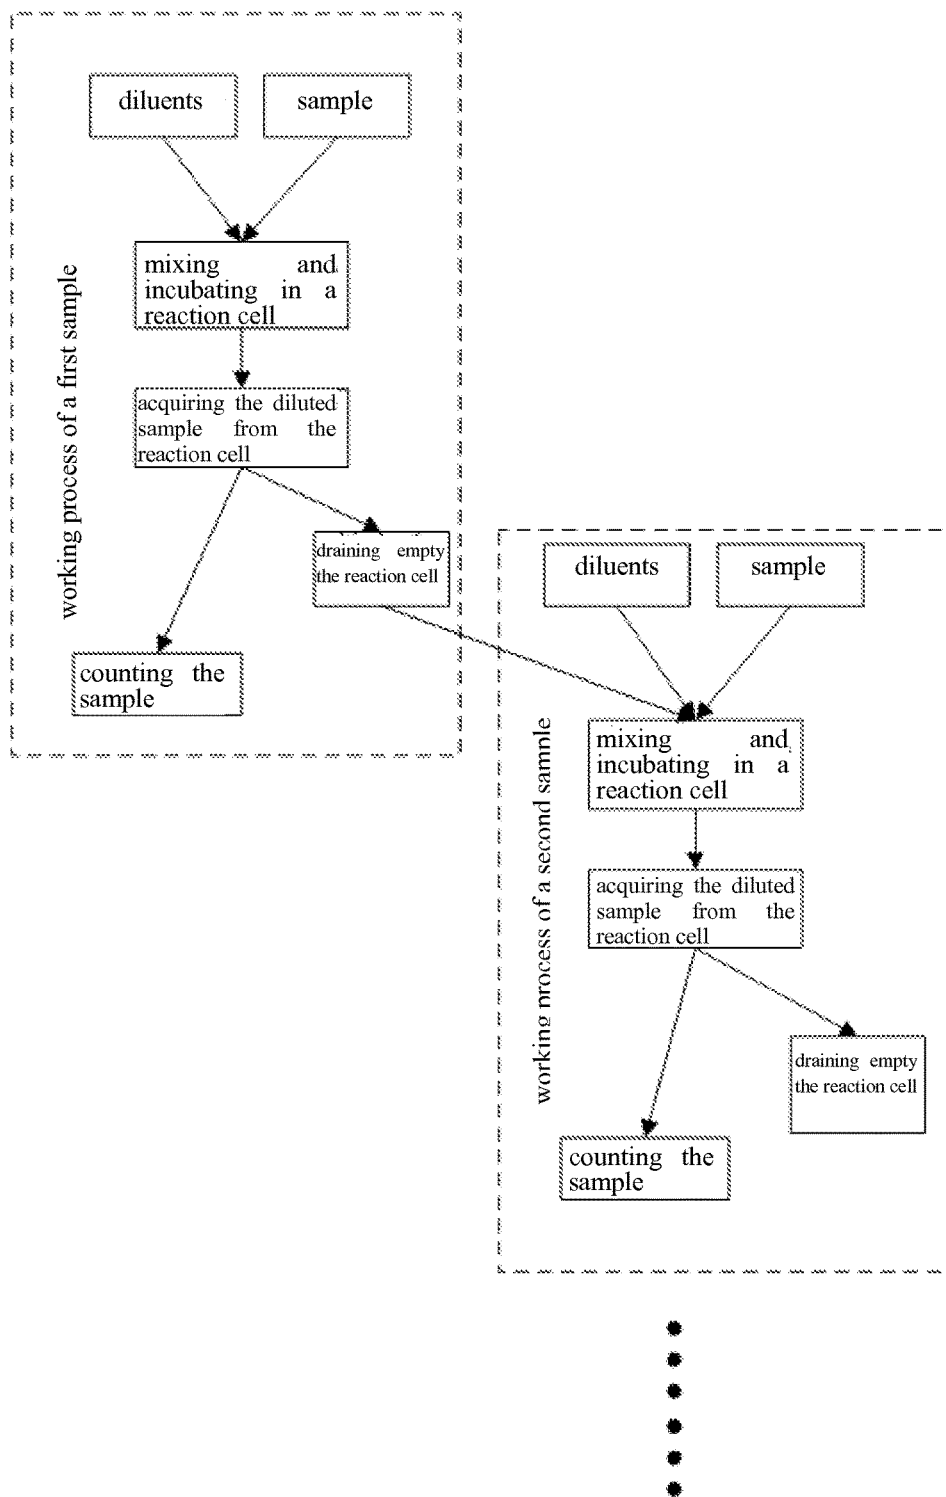 diluents
sample
mixing and
incubating in a
reaction cell
acquiring the diluted
sample from the
reaction cell
draining empty
the reaction cell
counting the
sample
working process of a first sample
diluents
sample
mixing and
incubating in a
reaction cell
acquiring the diluted
sample from the
reaction cell
draining empty
the reaction cell
counting the
sample
working process of a second sample